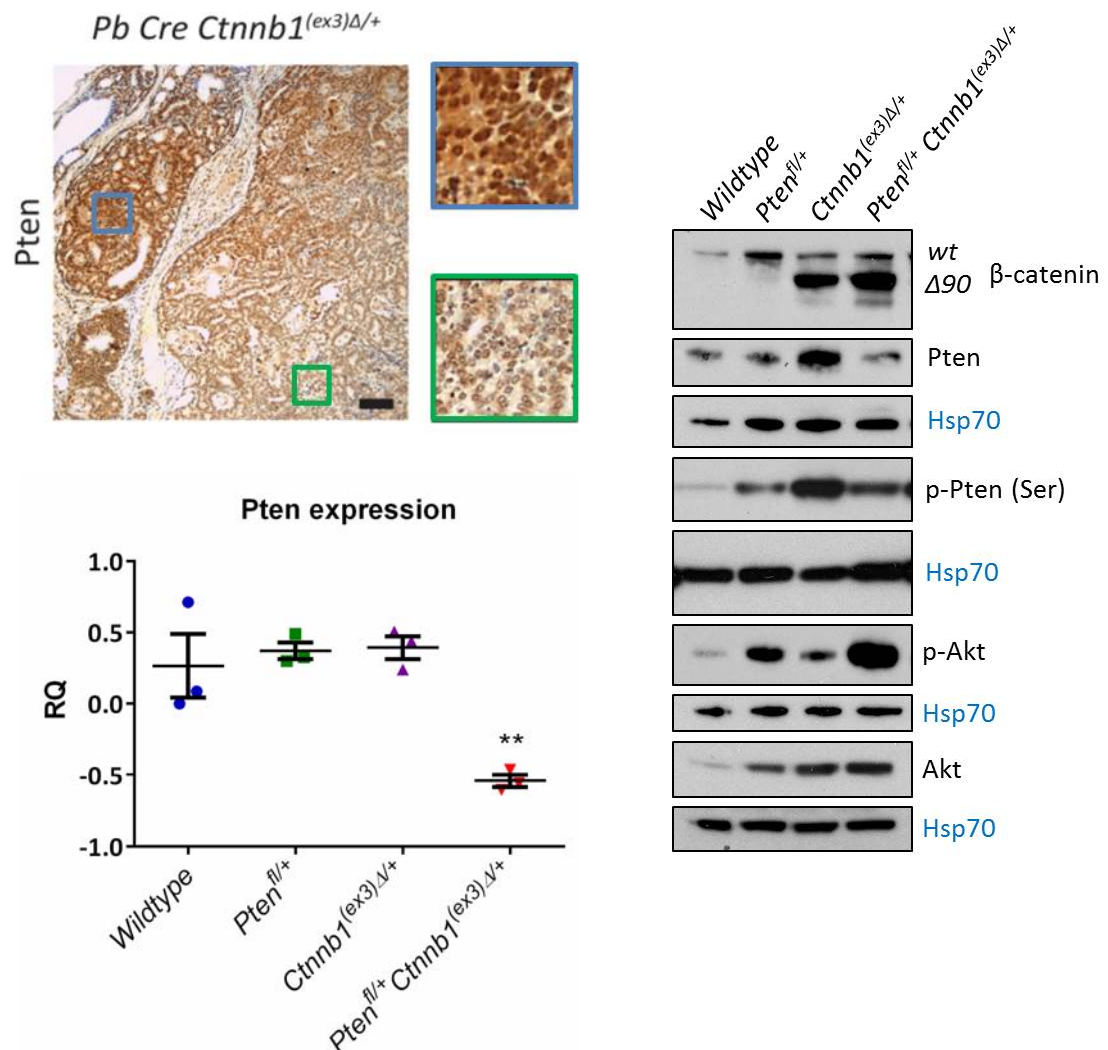 Pb Cre Ctnnb1(ex3)Δ/+
Pten
Pten expression
RQ
1.0
0.5
0.0
-0.5
-1.0
**
Wildtype
Ptenfl/+
Ctnnb1(ex3)Δ/+
Ptenfl/+ Ctnnb1(ex3)Δ/+
Wildtype
Ptenfl/+
Ctnnb1(ex3)Δ/+
Ptenfl/+ Ctnnb1(ex3)Δ/+
wt
Δ90 β-catenin
Pten
Hsp70
p-Pten (Ser)
Hsp70
p-Akt
Hsp70
Akt
Hsp70